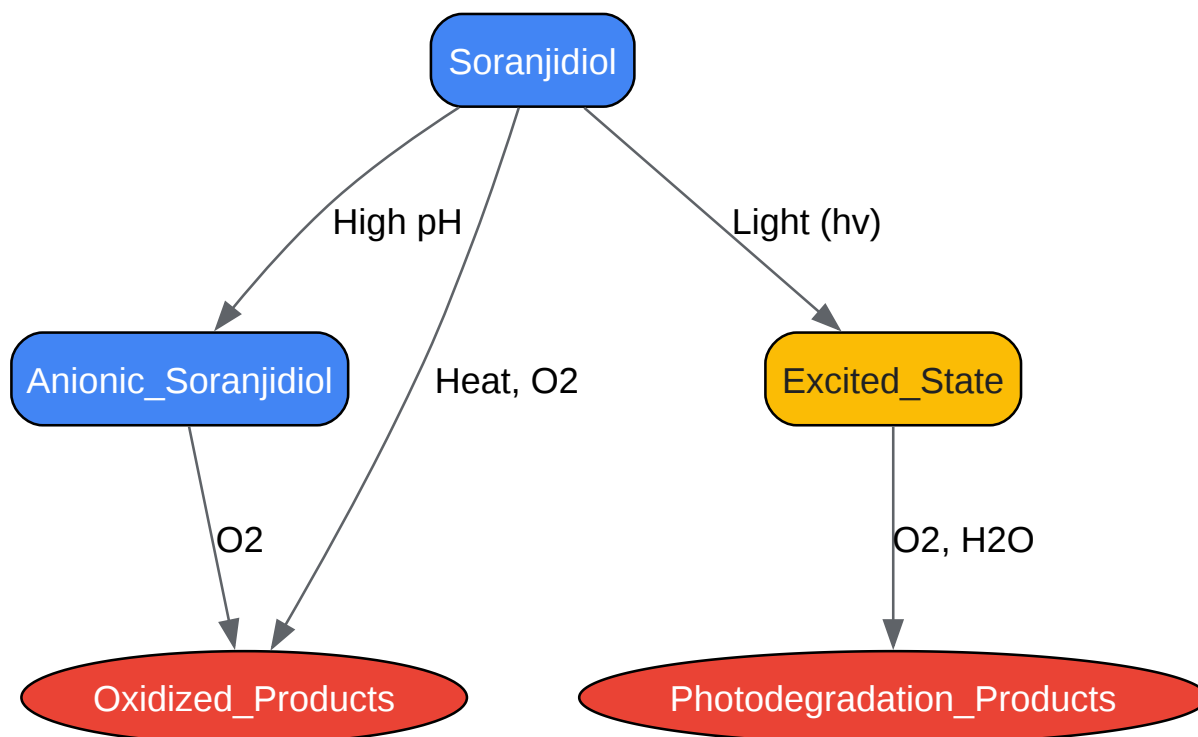 Soranjidiol
High pH
Light (hv)
Anionic_Soranjidiol
Heat, O2
Excited_State
O2
O2, H2O
Oxidized_Products
Photodegradation_Products